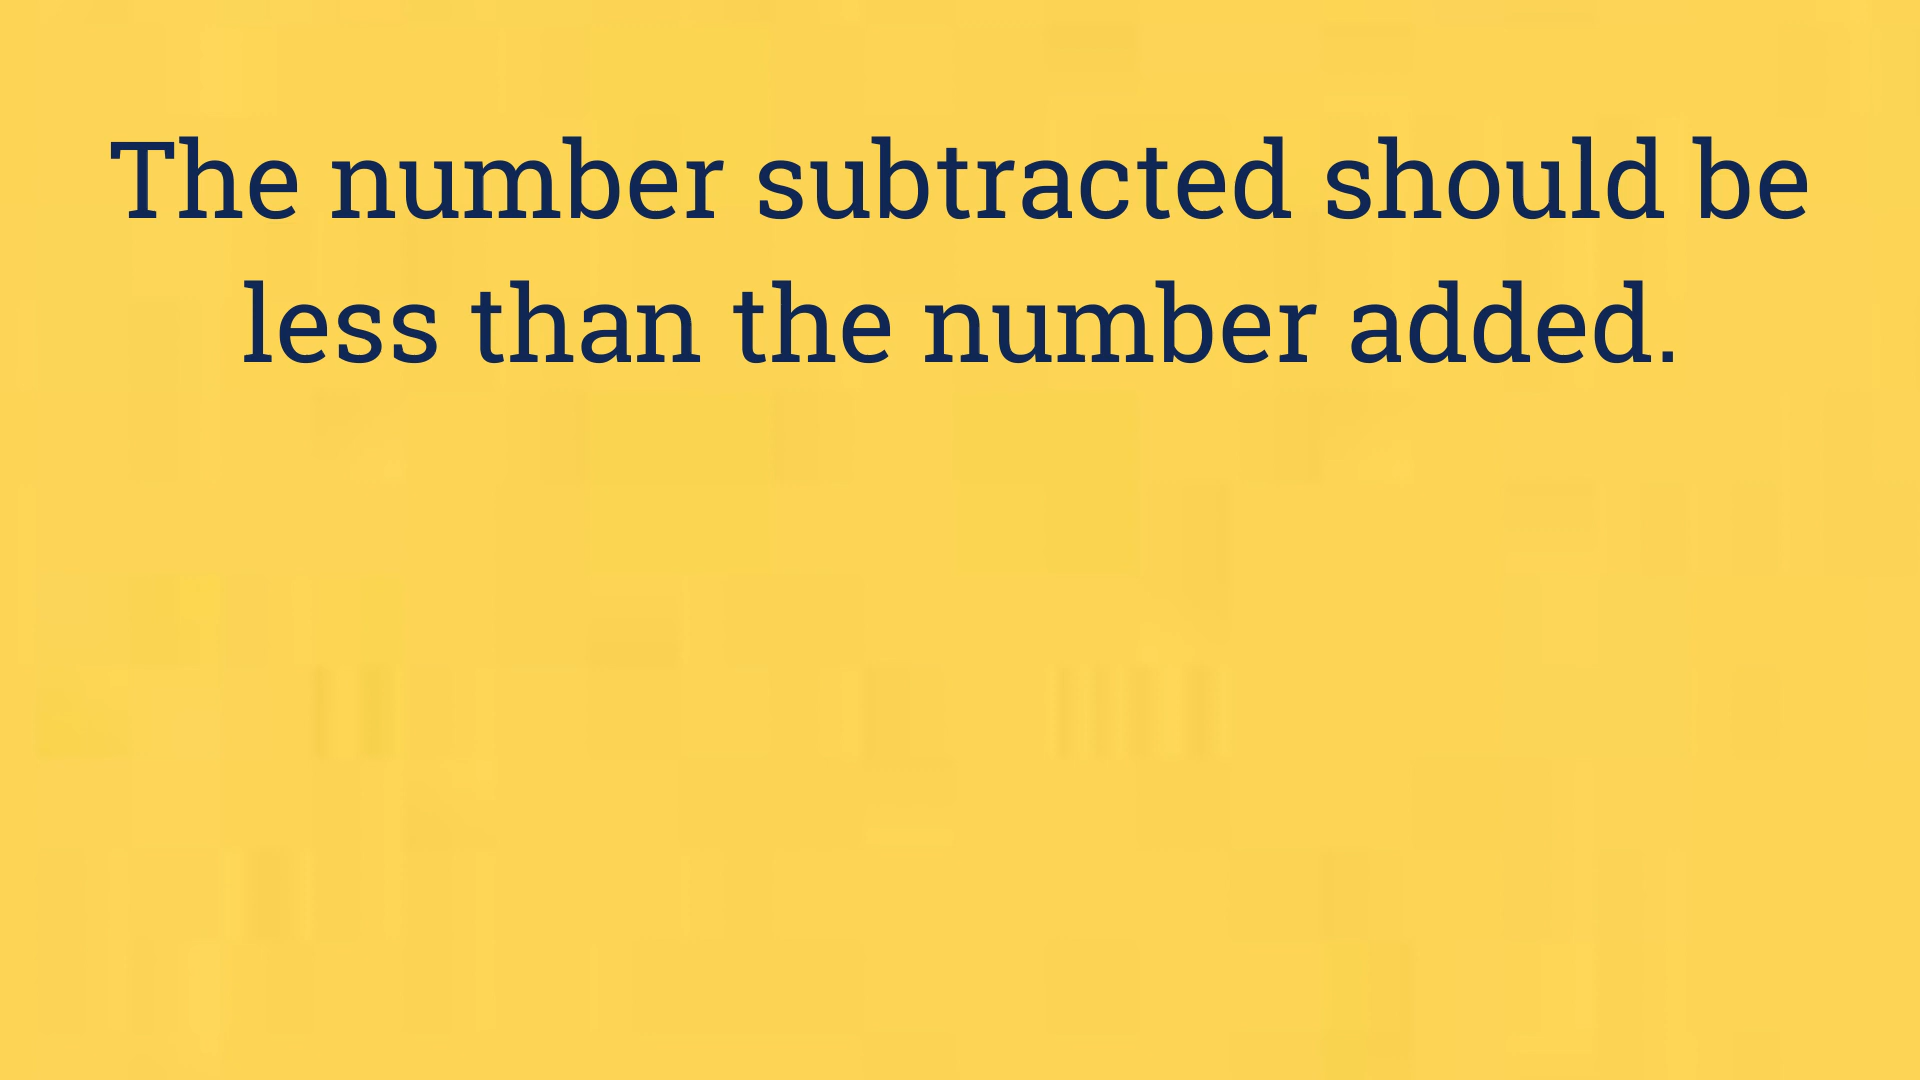 The number subtracted should be
less than the number added.